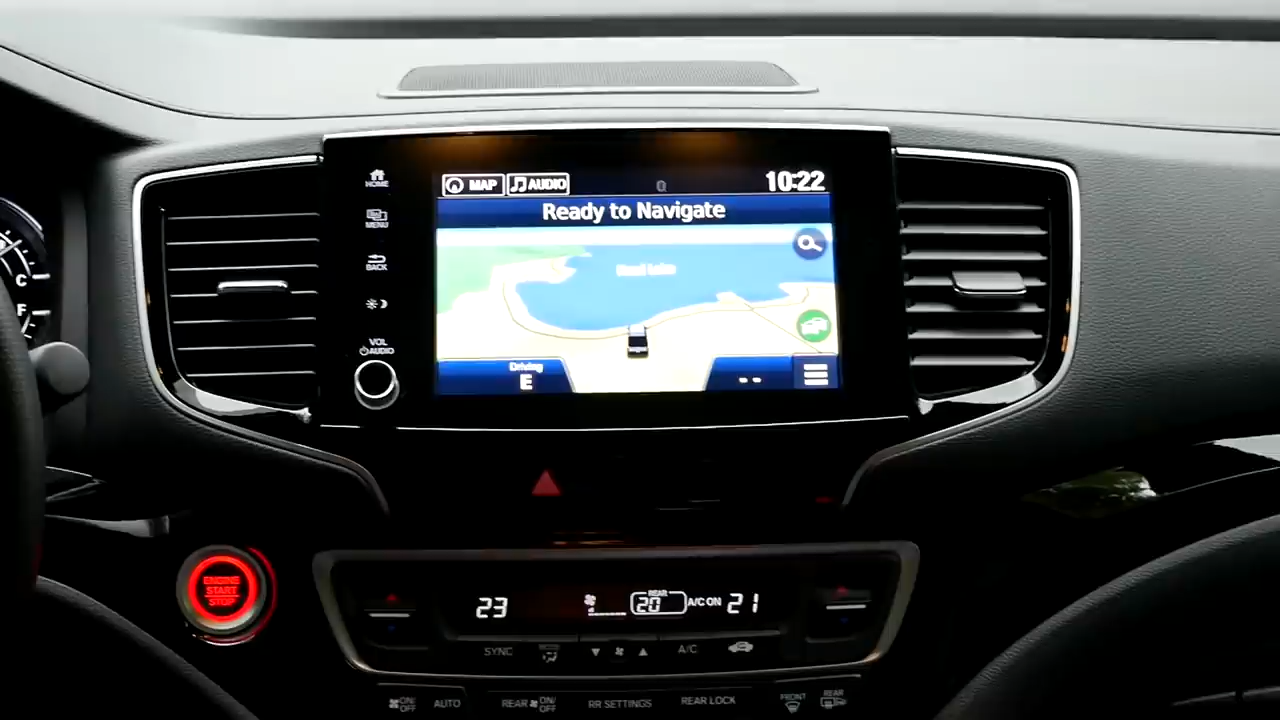 HOME
MENU
BACK
VOL
AUDIO
MAP
AUDIO
10:22
Ready to Navigate
Driving
E
C
F
ENGINE
START
STOP
23
REAR
20
A/C ON
21
SYNC
A/C
ON/
OFF
AUTO
REAR
ON/
OFF
RR SETTINGS
REAR LOCK
FRONT
REAR